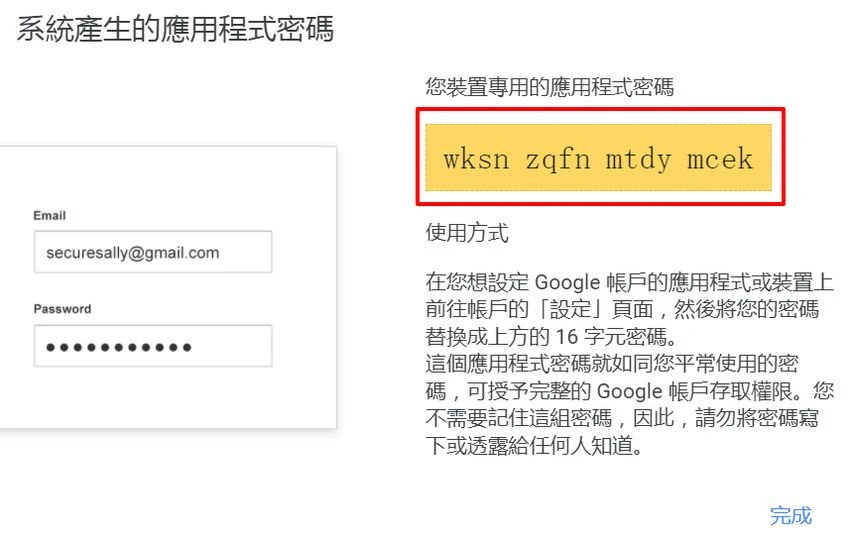 系統產生的應用程式密碼
Email
securesally@gmail.com
Password
您裝置專用的應用程式密碼
wksn zqfn mtdy mcek
使用方式
在您想設定 Google 帳戶的應用程式或裝置上
前往帳戶的「設定」頁面，然後將您的密碼
替換成上方的 16 字元密碼。
這個應用程式密碼就如同您平常使用的密
碼，可授予完整的 Google 帳戶存取權限。您
不需要記住這組密碼，因此，請勿將密碼寫
下或透露給任何人知道。
完成